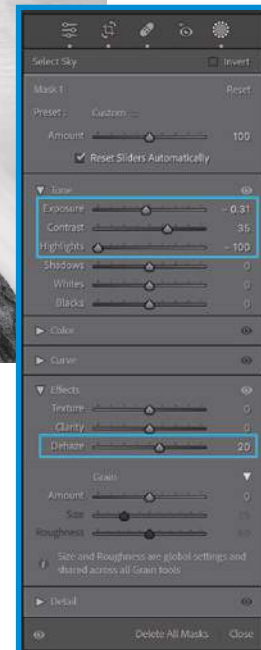 Select Sky Invert
Mask 1 Reset
Preset : Custom
Amount 100
Reset Sliders Automatically
Tone
Exposure – 0.31
Contrast 35
Highlights – 100
Shadows 0
Whites 0
Blacks 0
Color
Curve
Effects
Texture 0
Clarity 0
Dehaze 20
Grain
Amount 0
Size
Roughness
Size and Roughness are global settings and
shared across all Grain tools
Detail
Delete All Masks Close